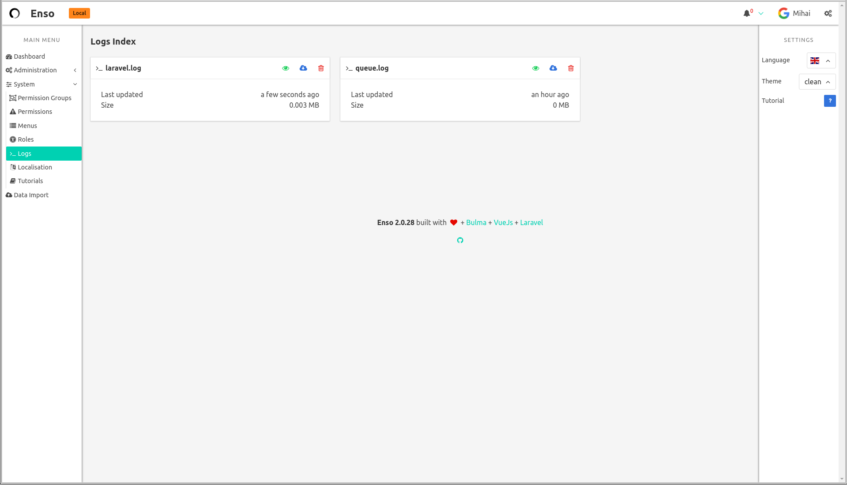 Enso
Local
0
Mihai
MAIN MENU
Dashboard
Administration
System
Permission Groups
Permissions
Menus
Roles
Logs
Localisation
Tutorials
Data Import
Logs Index
>_ laravel.log
Last updated a few seconds ago
Size 0.003 MB
>_ queue.log
Last updated an hour ago
Size 0 MB
Enso 2.0.28 built with + Bulma + VueJs + Laravel
SETTINGS
Language
Theme clean
Tutorial ?